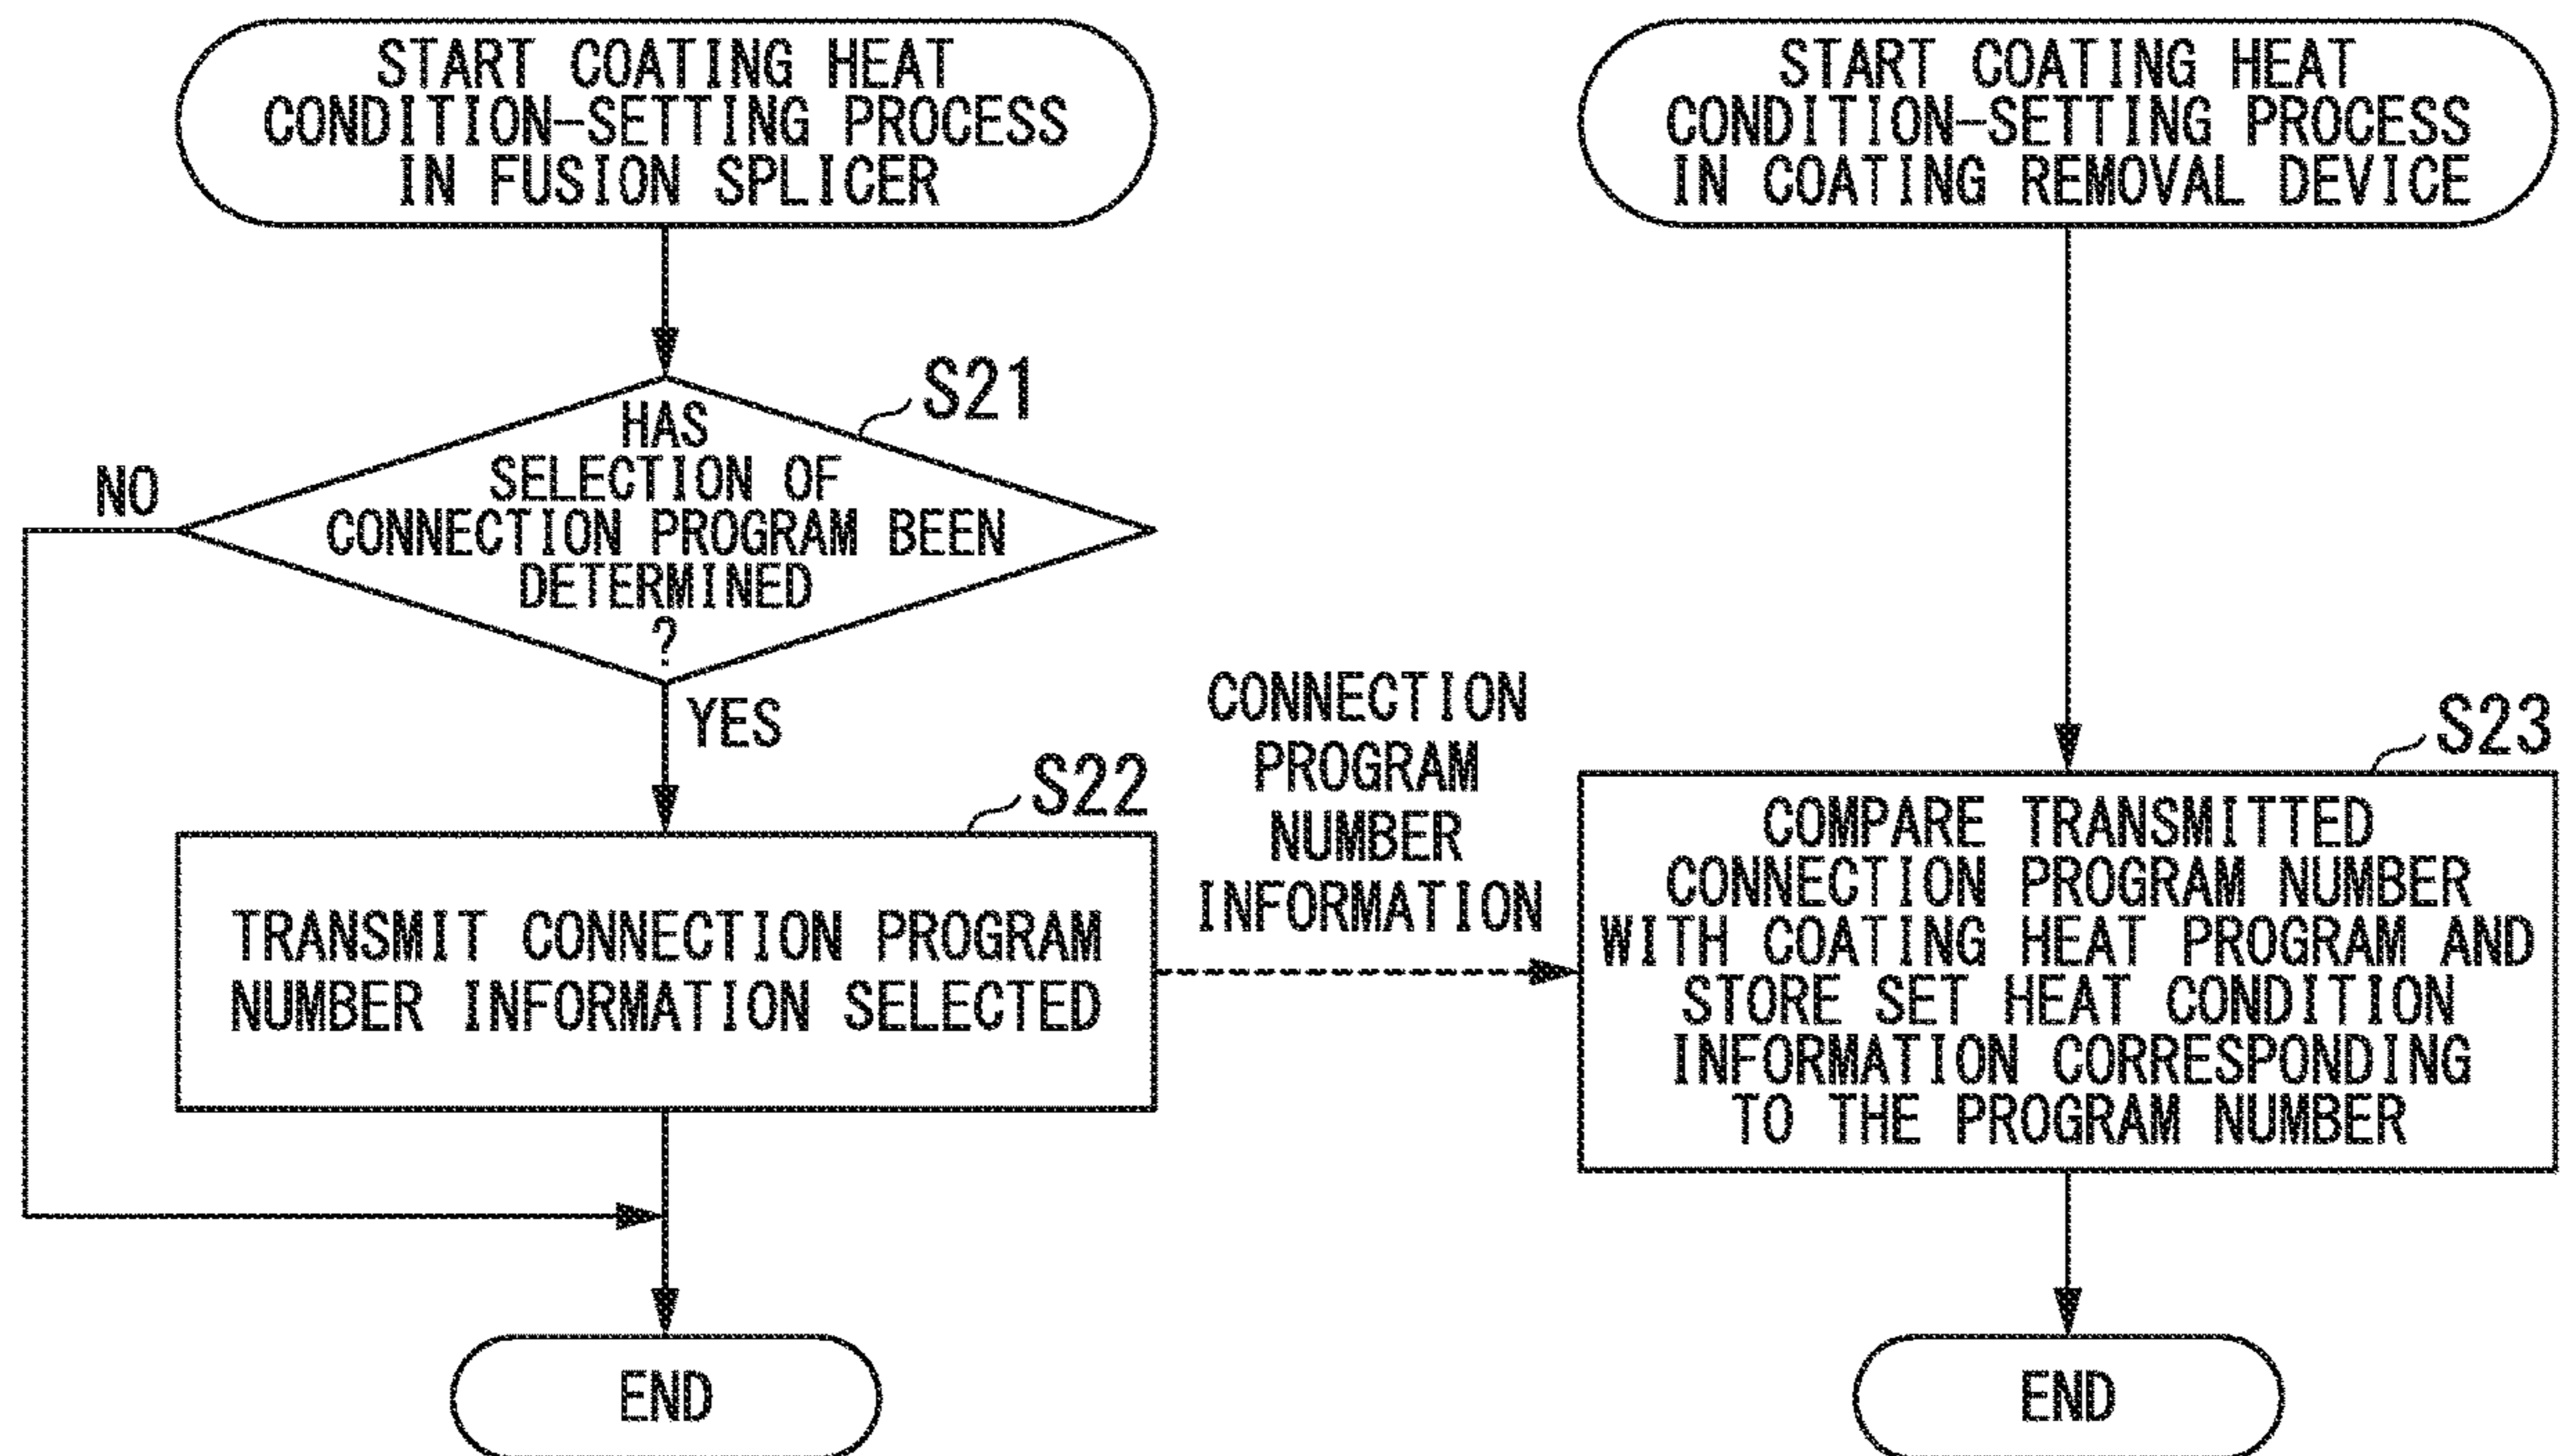 START COATING HEAT
CONDITION-SETTING PROCESS
IN FUSION SPLICER
S21
HAS
SELECTION OF
CONNECTION PROGRAM BEEN
DETERMINED
?
NO
YES
S22
TRANSMIT CONNECTION PROGRAM
NUMBER INFORMATION SELECTED
END
CONNECTION
PROGRAM
NUMBER
INFORMATION
START COATING HEAT
CONDITION-SETTING PROCESS
IN COATING REMOVAL DEVICE
S23
COMPARE TRANSMITTED
CONNECTION PROGRAM NUMBER
WITH COATING HEAT PROGRAM AND
STORE SET HEAT CONDITION
INFORMATION CORRESPONDING
TO THE PROGRAM NUMBER
END